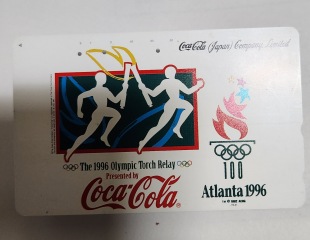 Coca-Cola (Japan) Company, Limited
The 1996 Olympic Torch Relay
Presented by
Coca-Cola
100
Atlanta 1996